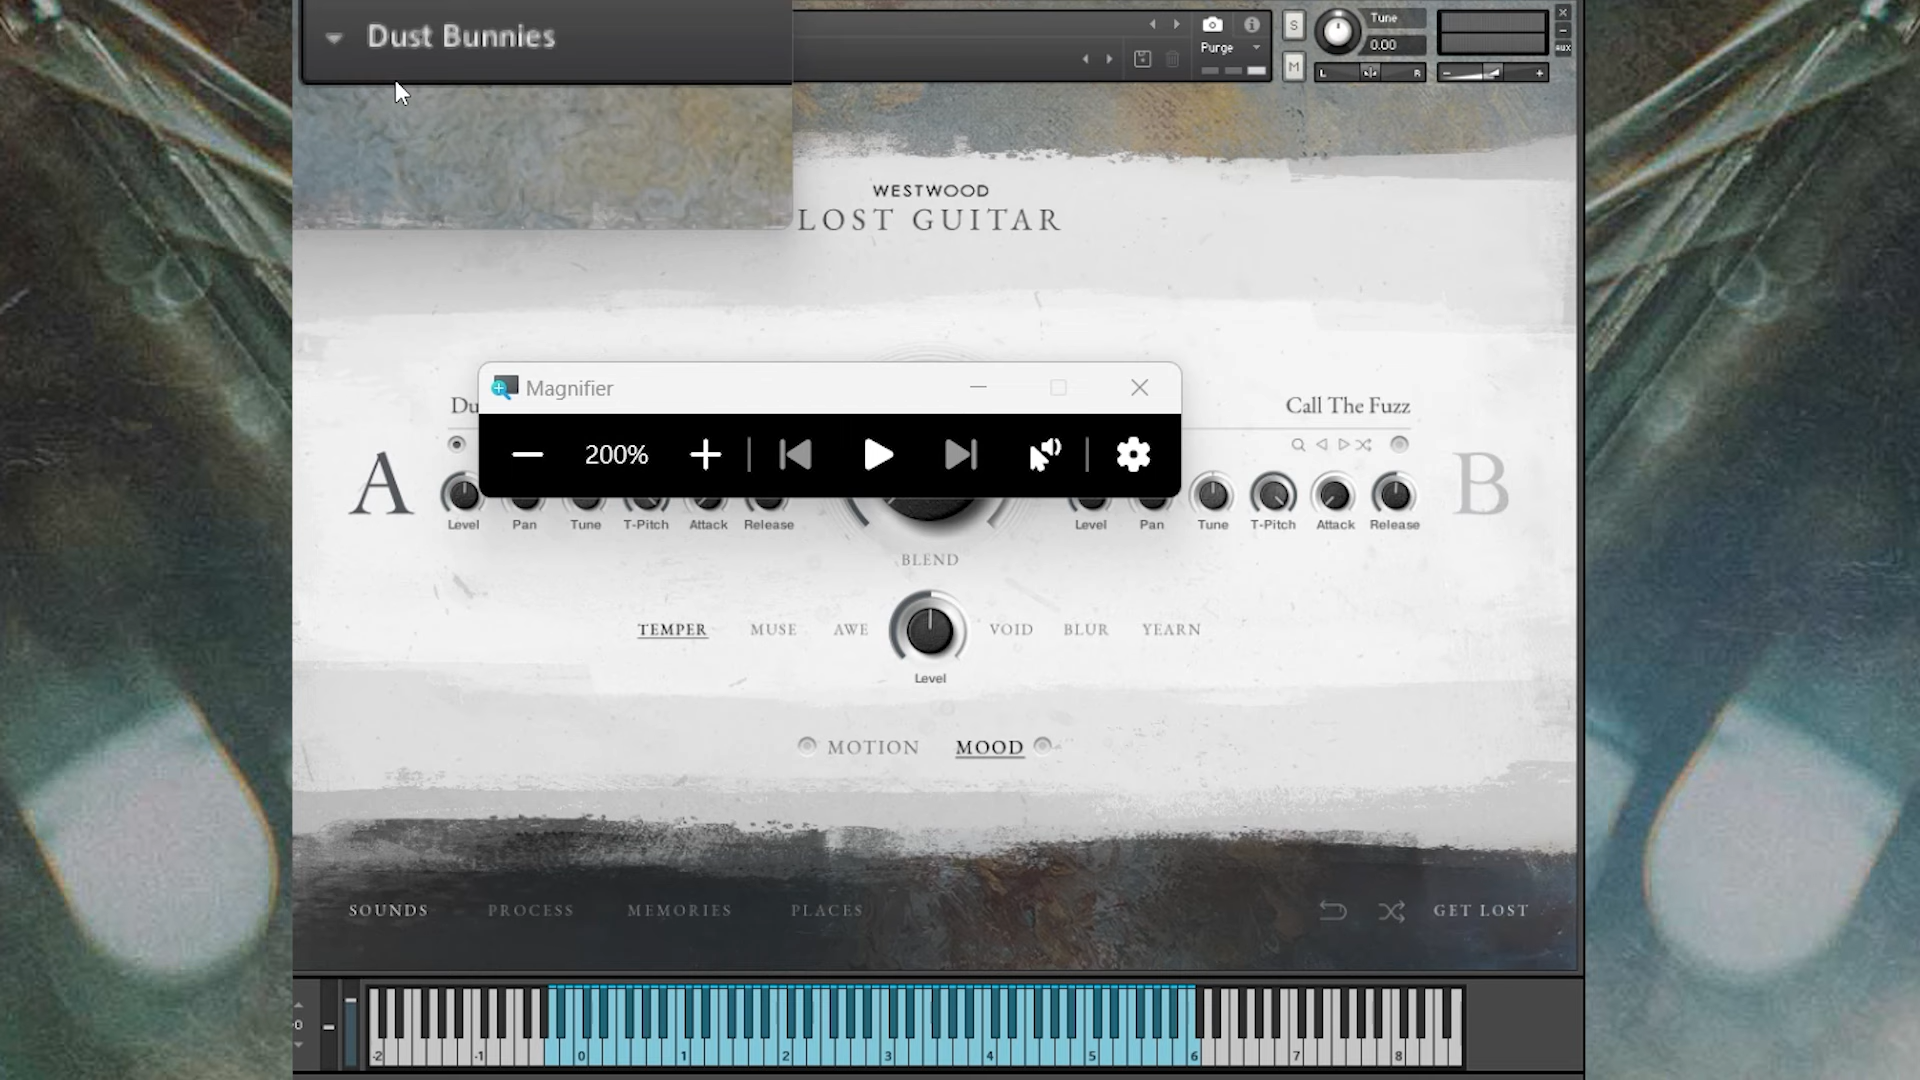 Dust Bunnies
Purge
S
M
Tune
0.00
L R
- +
AUX
WESTWOOD
LOST GUITAR
Magnifier
200%
Du
Call The Fuzz
A
B
Level Pan Tune T-Pitch Attack Release
Level Pan Tune T-Pitch Attack Release
BLEND
TEMPER MUSE AWE VOID BLUR YEARN
Level
MOTION MOOD
SOUNDS PROCESS MEMORIES PLACES
GET LOST
-2 -1 0 1 2 3 4 5 6 7 8